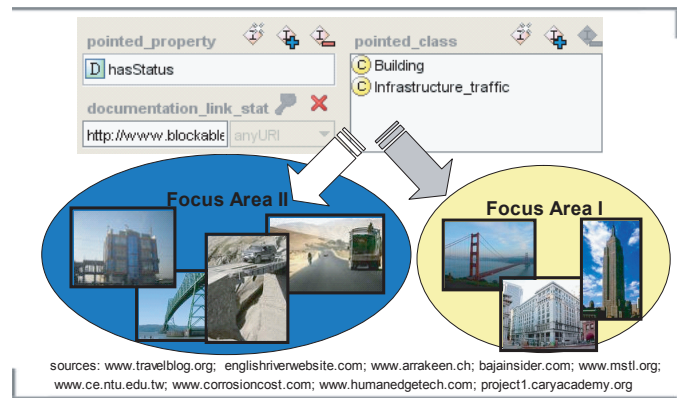 pointed_property
pointed_class
D hasStatus
C Building
C Infrastructure_traffic
documentation_link_stat
http://www.blockable
anyURI
Focus Area II
Focus Area I
sources: www.travelblog.org; englishriverwebsite.com; www.arrakeen.ch; bajainsider.com; www.mstl.org;
www.ce.ntu.edu.tw; www.corrosioncost.com; www.humanedgetech.com; project1.caryacademy.org